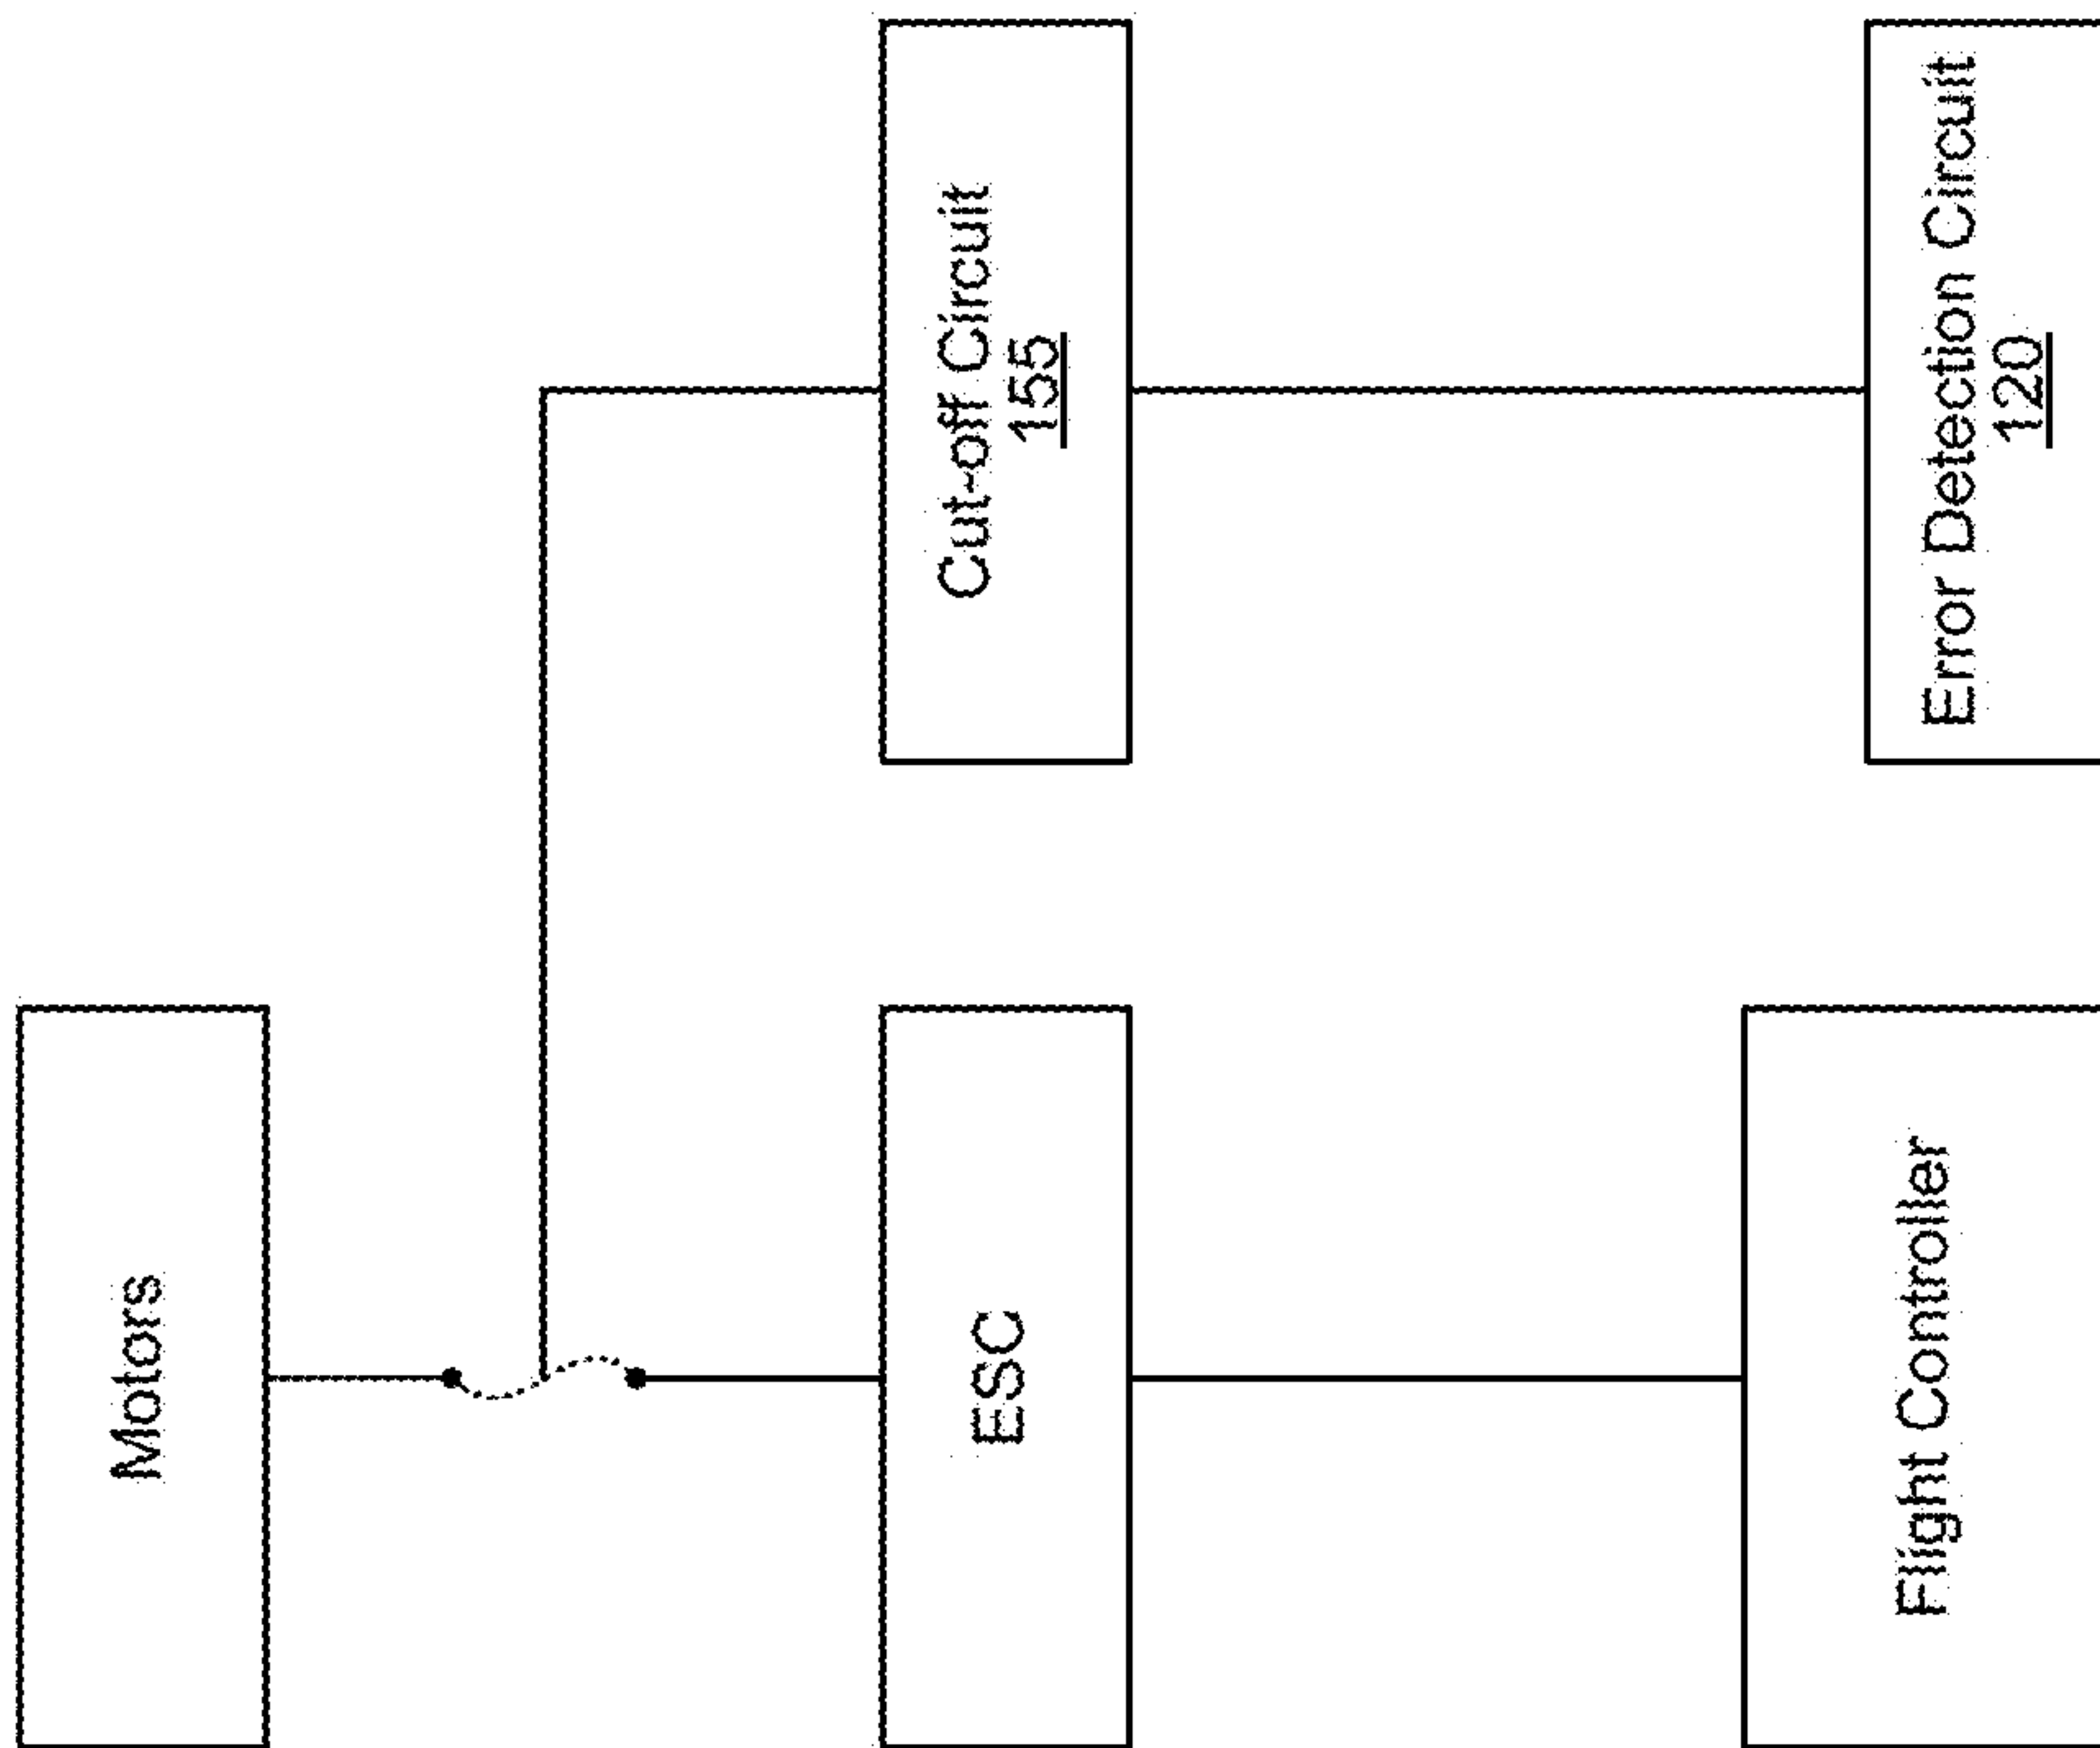 Motors
ESC
Flight Controller
Cut-off Circuit
155
Error Detection Circuit
120